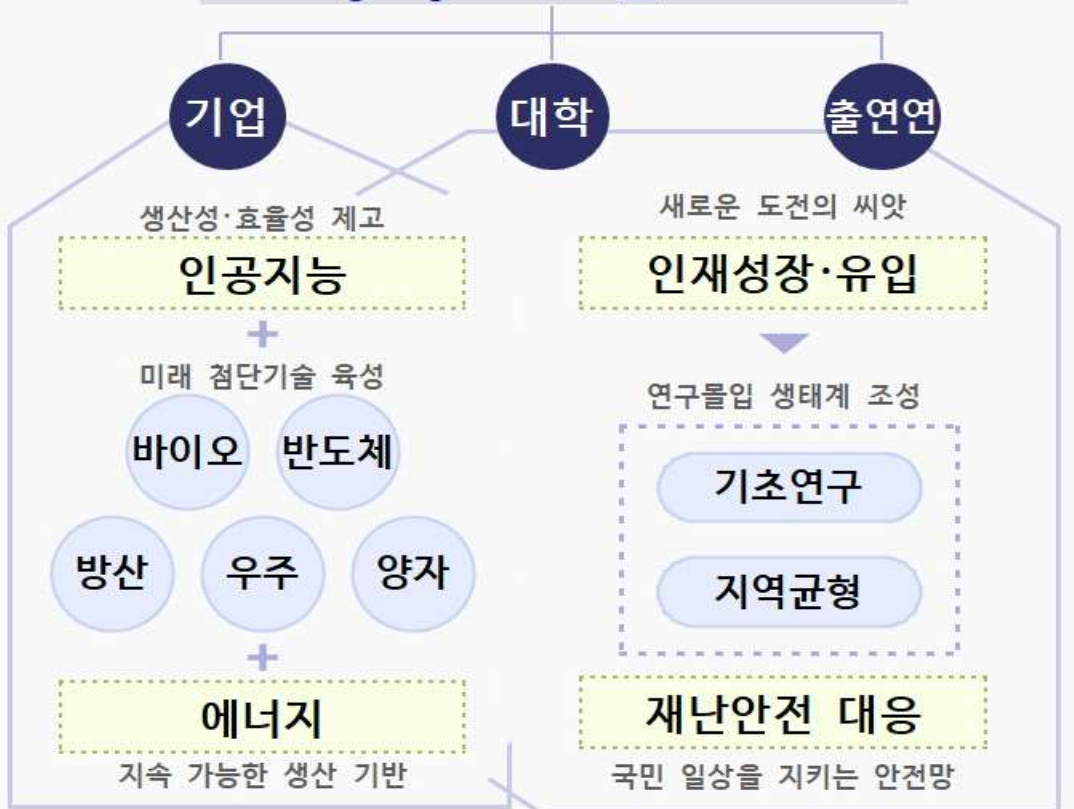 기업 대학 출연연
생산성·효율성 제고
인공지능
+
미래 첨단기술 육성
바이오 반도체
방산 우주 양자
+
에너지
지속 가능한 생산 기반
새로운 도전의 씨앗
인재성장·유입
연구몰입 생태계 조성
기초연구
지역균형
재난안전 대응
국민 일상을 지키는 안전망